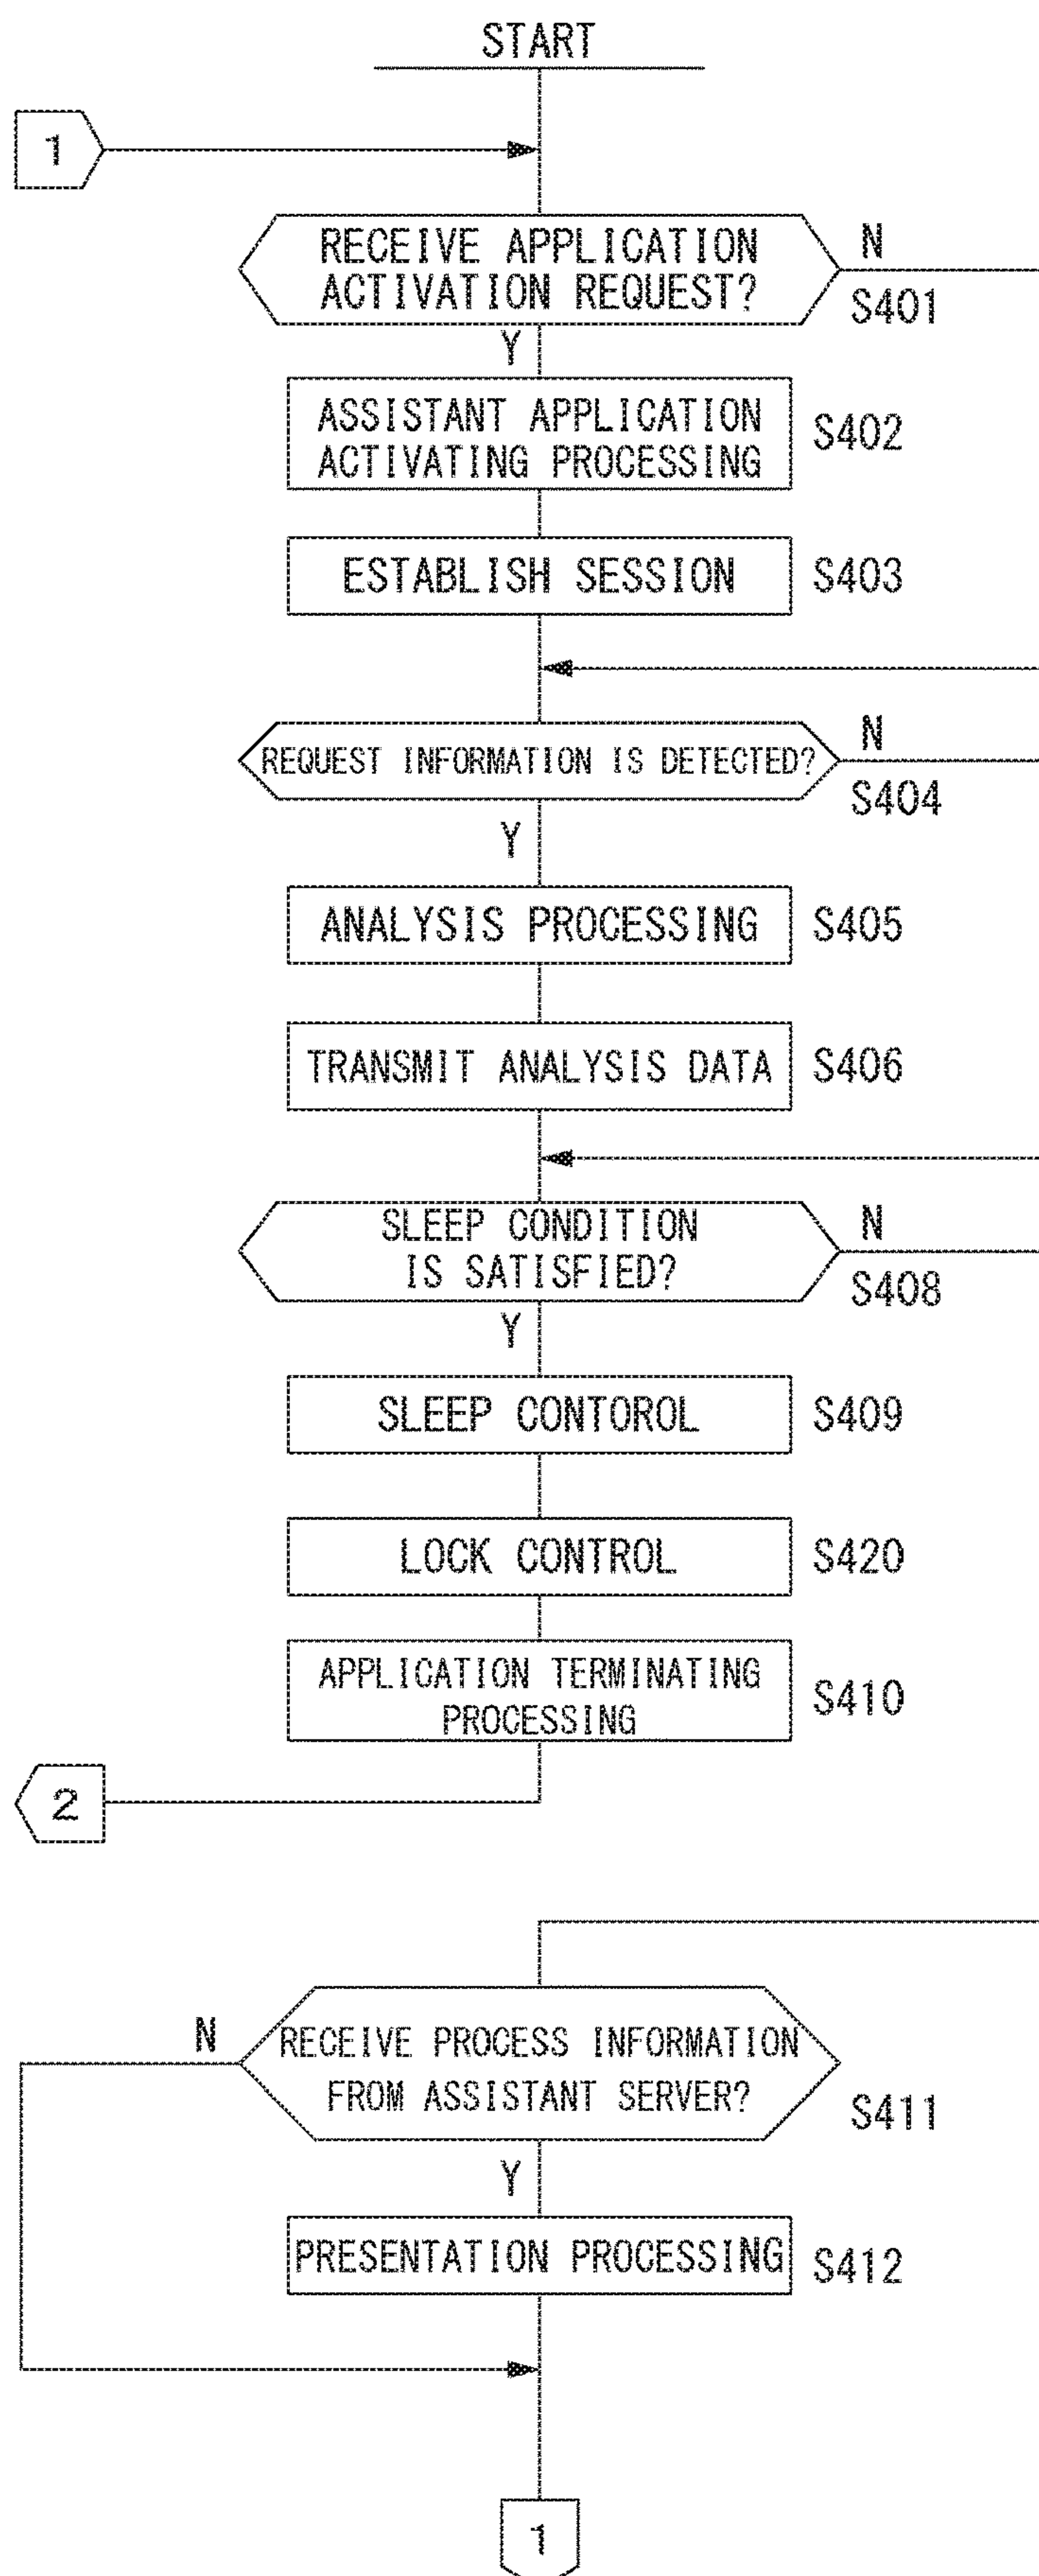 START
1
RECEIVE APPLICATION
ACTIVATION REQUEST?
N
S401
Y
ASSISTANT APPLICATION
ACTIVATING PROCESSING
S402
ESTABLISH SESSION
S403
REQUEST INFORMATION IS DETECTED?
N
S404
Y
ANALYSIS PROCESSING
S405
TRANSMIT ANALYSIS DATA
S406
SLEEP CONDITION
IS SATISFIED?
N
S408
Y
SLEEP CONTOROL
S409
LOCK CONTROL
S420
APPLICATION TERMINATING
PROCESSING
S410
2
N
RECEIVE PROCESS INFORMATION
FROM ASSISTANT SERVER?
S411
Y
PRESENTATION PROCESSING
S412
1